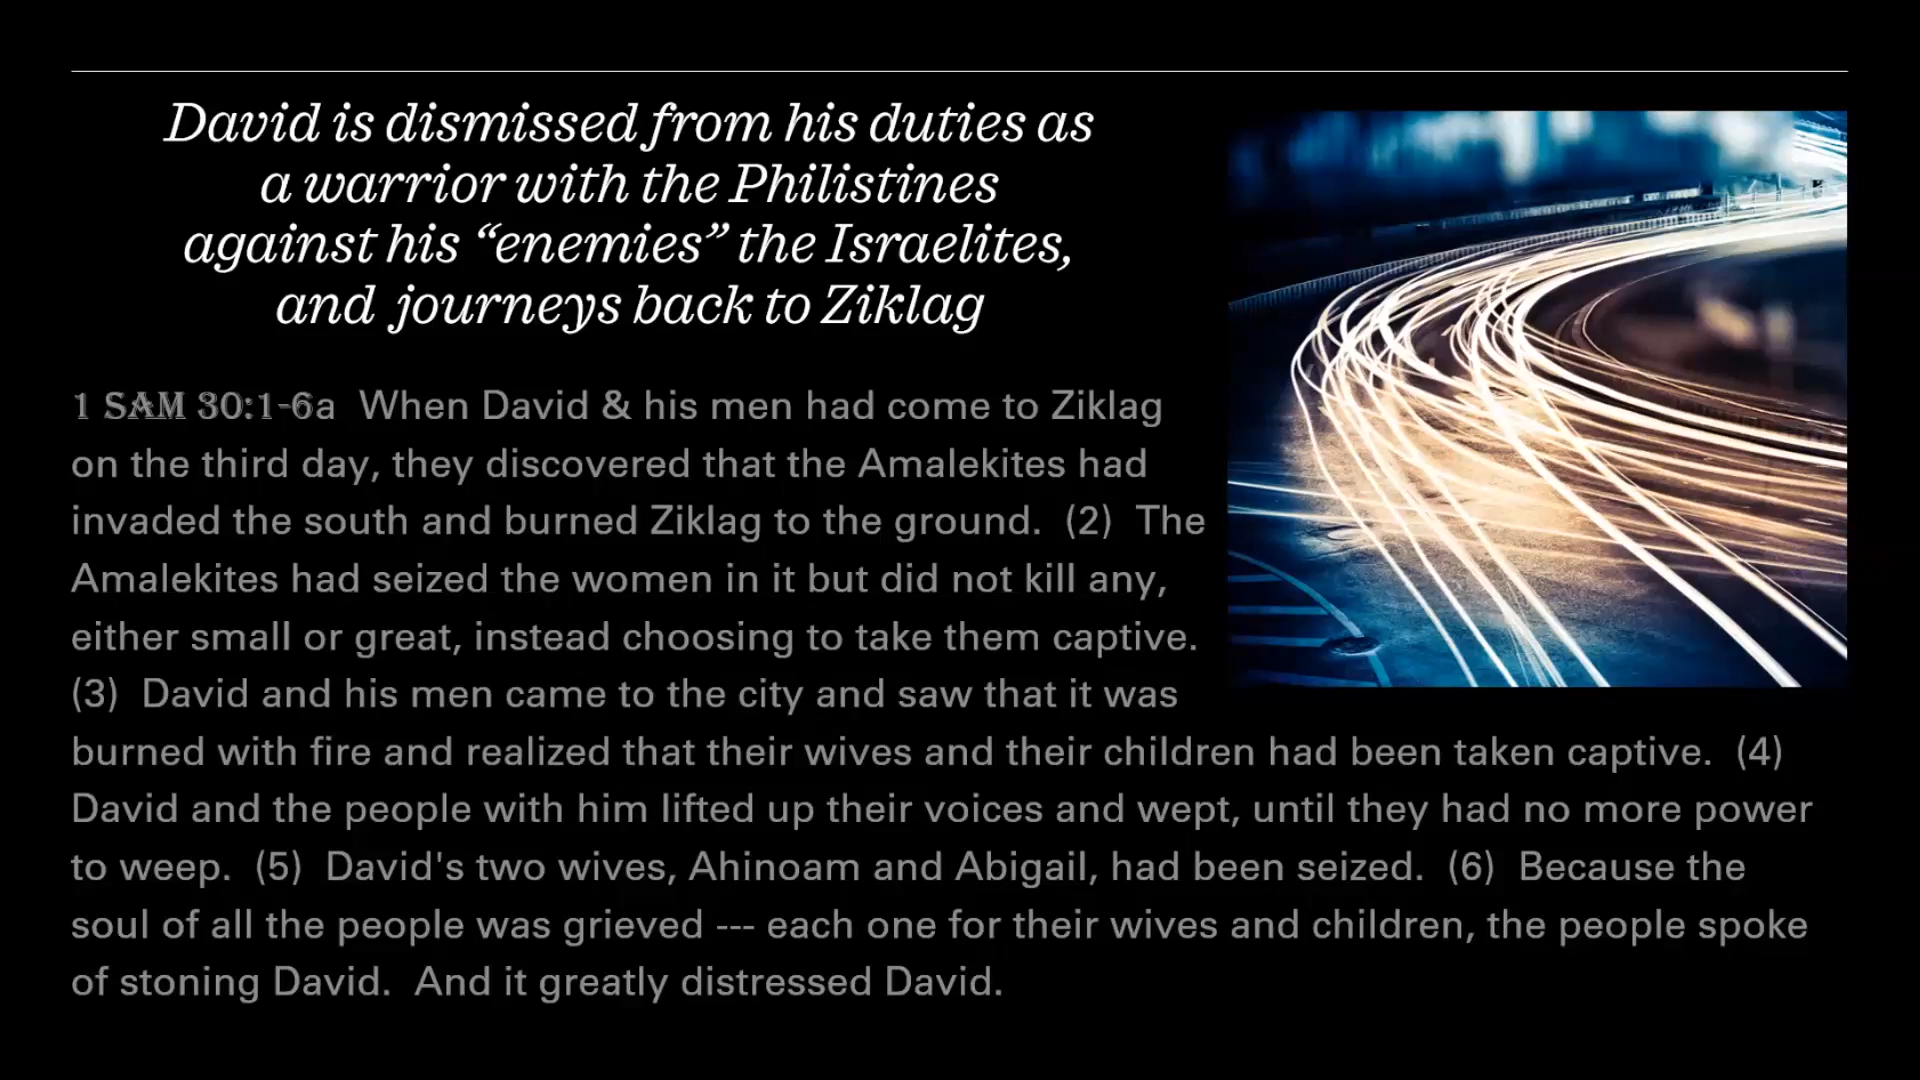 David is dismissed from his duties as
a warrior with the Philistines
against his “enemies” the Israelites,
and journeys back to Ziklag
1 SAM 30:1-6a When David & his men had come to Ziklag
on the third day, they discovered that the Amalekites had
invaded the south and burned Ziklag to the ground. (2) The
Amalekites had seized the women in it but did not kill any,
either small or great, instead choosing to take them captive.
(3) David and his men came to the city and saw that it was
burned with fire and realized that their wives and their children had been taken captive. (4)
David and the people with him lifted up their voices and wept, until they had no more power
to weep. (5) David's two wives, Ahinoam and Abigail, had been seized. (6) Because the
soul of all the people was grieved --- each one for their wives and children, the people spoke
of stoning David. And it greatly distressed David.